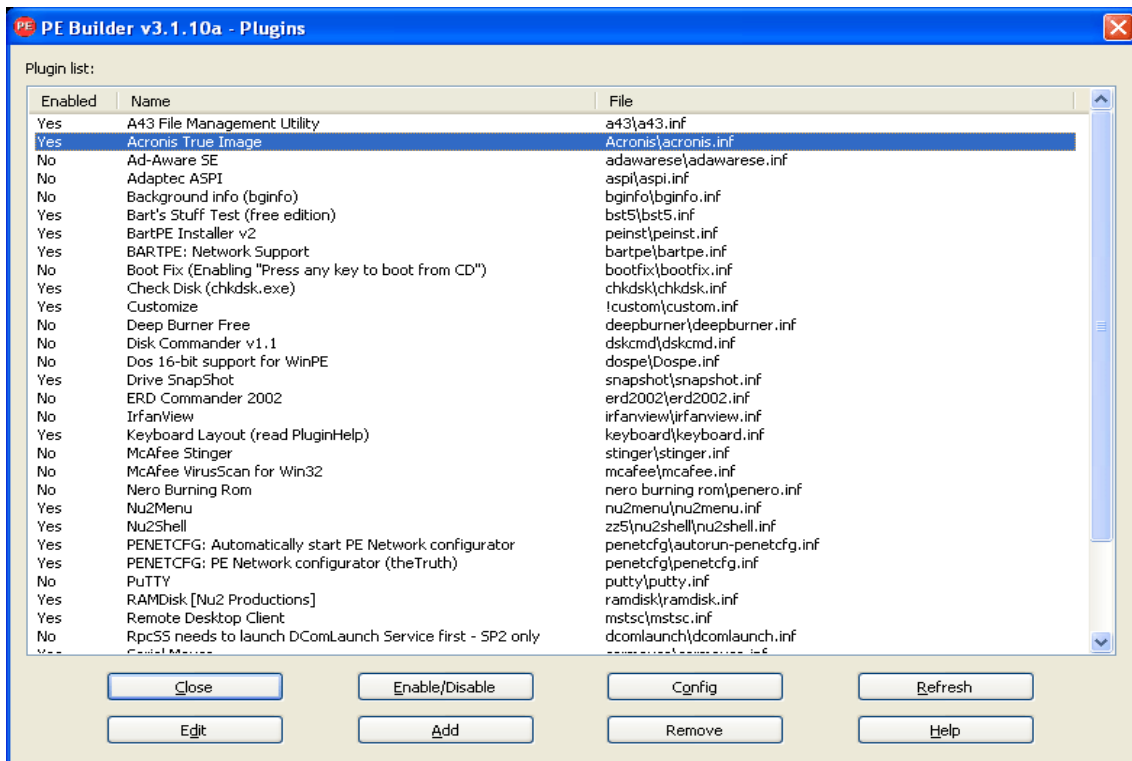 PE Builder v3.1.10a - Plugins
Plugin list:
Enabled Name File
Yes A43 File Management Utility a43\a43.inf
Yes Acronis True Image Acronis\acronis.inf
No Ad-Aware SE adawarese\adawarese.inf
No Adaptec ASPI aspi\aspi.inf
No Background info (bginfo) bginfo\bginfo.inf
Yes Bart's Stuff Test (free edition) bst5\bst5.inf
Yes BartPE Installer v2 peinst\peinst.inf
Yes BARTPE: Network Support bartpe\bartpe.inf
No Boot Fix (Enabling "Press any key to boot from CD") bootfix\bootfix.inf
Yes Check Disk (chkdsk.exe) chkdsk\chkdsk.inf
Yes Customize !custom\custom.inf
No Deep Burner Free deepburner\deepburner.inf
No Disk Commander v1.1 dskcmd\dskcmd.inf
No Dos 16-bit support for WinPE dospe\Dospe.inf
Yes Drive SnapShot snapshot\snapshot.inf
No ERD Commander 2002 erd2002\erd2002.inf
No IrfanView irfanview\irfanview.inf
Yes Keyboard Layout (read PluginHelp) keyboard\keyboard.inf
No McAfee Stinger stinger\stinger.inf
No McAfee VirusScan for Win32 mcafee\mcafee.inf
No Nero Burning Rom nero burning rom\penero.inf
Yes Nu2Menu nu2menu\nu2menu.inf
Yes Nu2Shell zz5\nu2shell\nu2shell.inf
Yes PENETCFG: Automatically start PE Network configurator penetcfg\autorun-penetcfg.inf
Yes PENETCFG: PE Network configurator (theTruth) penetcfg\penetcfg.inf
No PuTTY putty\putty.inf
Yes RAMDisk [Nu2 Productions] ramdisk\ramdisk.inf
Yes Remote Desktop Client mstsc\mstsc.inf
No RpcSS needs to launch DComLaunch Service first - SP2 only dcomlaunch\dcomlaunch.inf
Close Enable/Disable Config Refresh
Edit Add Remove Help